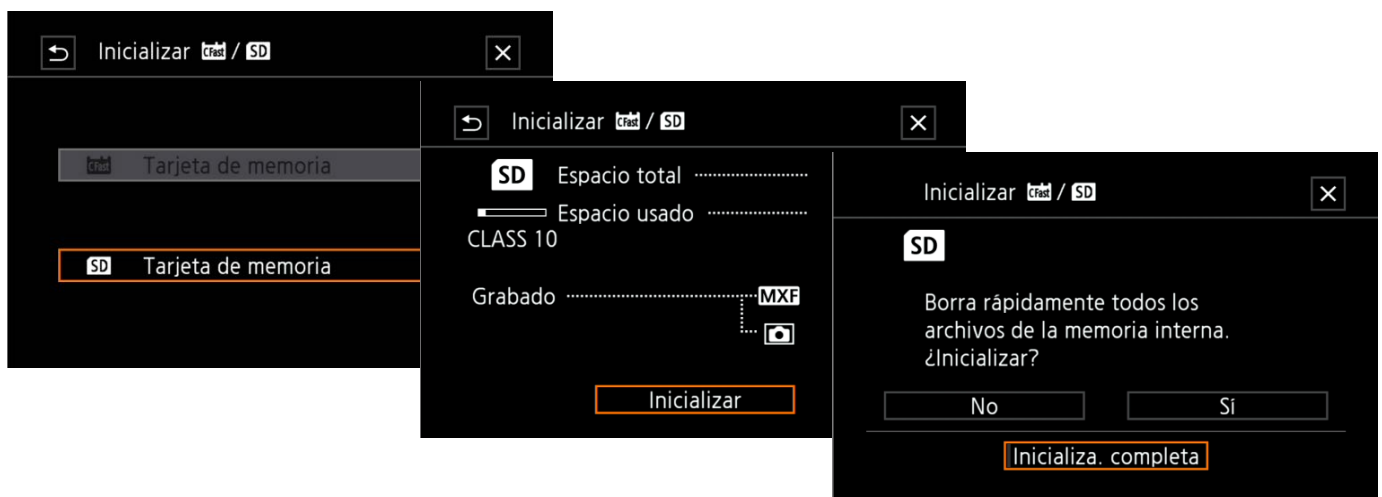 Inicializar CFast / SD
CFast Tarjeta de memoria
SD Tarjeta de memoria
Inicializar CFast / SD
SD Espacio total
Espacio usado
CLASS 10
Grabado MXF
Inicializar
Inicializar CFast / SD
SD
Borra rápidamente todos los
archivos de la memoria interna.
¿Inicializar?
No Sí
Inicializa. completa